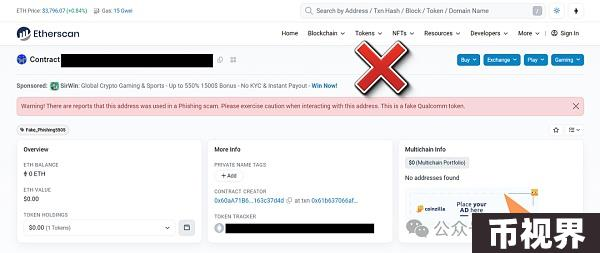 ETH Price: $3,796.07 (+0.84%) Gas: 15 Gwei
Search by Address / Txn Hash / Block / Token / Domain Name
/
Etherscan
Home Blockchain Tokens NFTs Resources Developers More Sign In
Contract
Buy Exchange Play Gaming
Sponsored: SirWin: Global Crypto Gaming & Sports - Up to 550% 1500$ Bonus - No KYC & Instant Payout - Win Now!
Warning! There are reports that this address was used in a Phishing scam. Please exercise caution when interacting with this address. This is a fake Qualcomm token.
Fake_Phishing5505
Overview
ETH BALANCE
0 ETH
ETH VALUE
$0.00
TOKEN HOLDINGS
$0.00 (1 Tokens)
More Info
PRIVATE NAME TAGS
+ Add
CONTRACT CREATOR
0x60aA71B6...163c37d4d at txn 0x61b637066af...
TOKEN TRACKER
Multichain Info
$0 (Multichain Portfolio)
No addresses found
coinzilla
Place your
AD here
公众
币视界